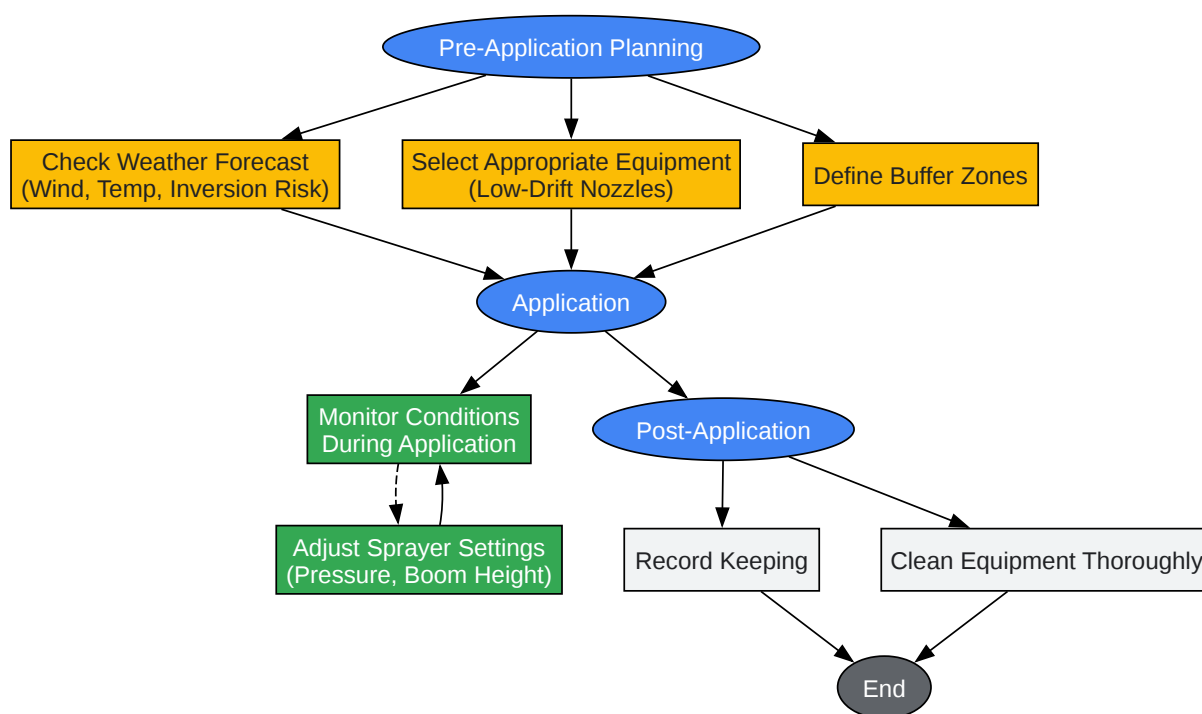 Pre-Application Planning
Check Weather Forecast
(Wind, Temp, Inversion Risk)
Select Appropriate Equipment
(Low-Drift Nozzles)
Define Buffer Zones
Application
Monitor Conditions
During Application
Post-Application
Adjust Sprayer Settings
(Pressure, Boom Height)
Record Keeping
Clean Equipment Thoroughly
End